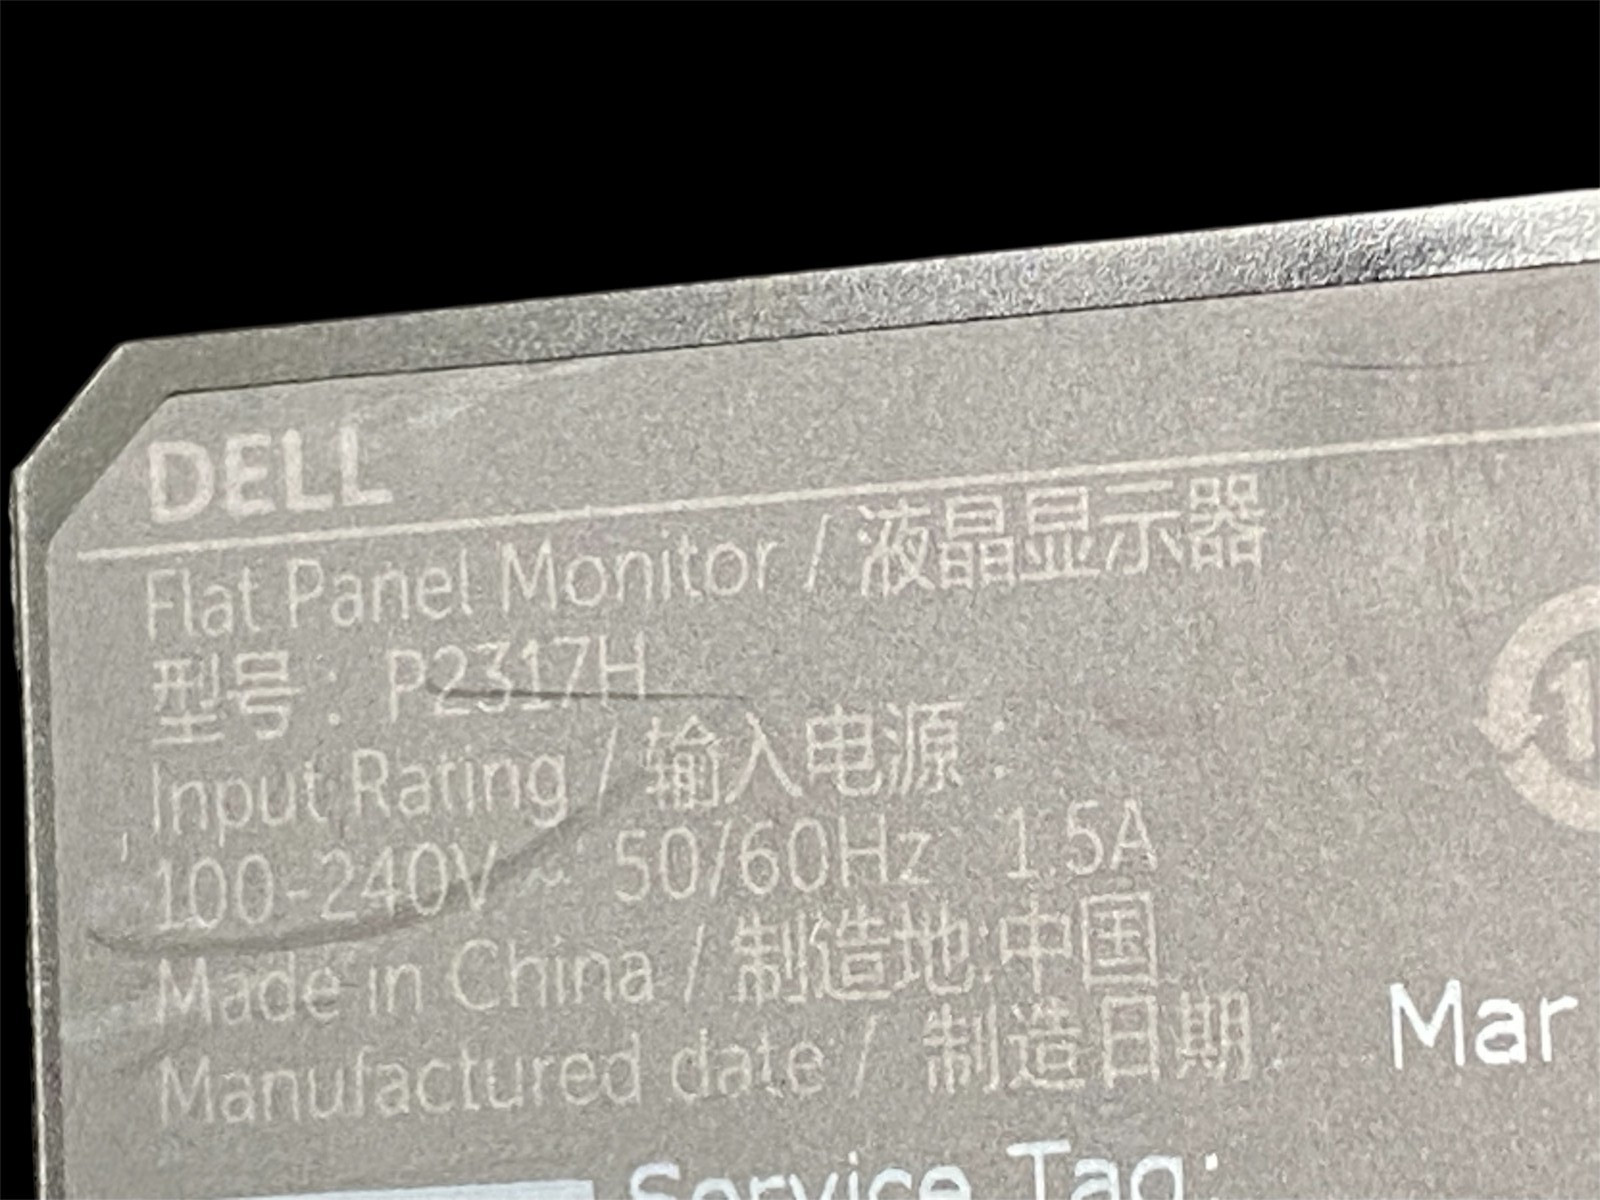 DELL
Flat Panel Monitor / 液晶显示器
型号: P2317H
Input Rating / 输入电源:
100-240V ~ 50/60Hz 1.5A
Made in China / 制造地:中国
Manufactured date / 制造日期 Mar
Service Tag:
1